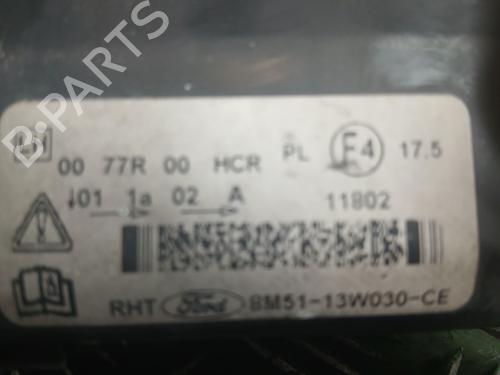 B-PARTS
00 77R 00 HCR PL E4 17.5
↓01 1a 02 A 11802
RHT Ford 8M51-13W030-CE